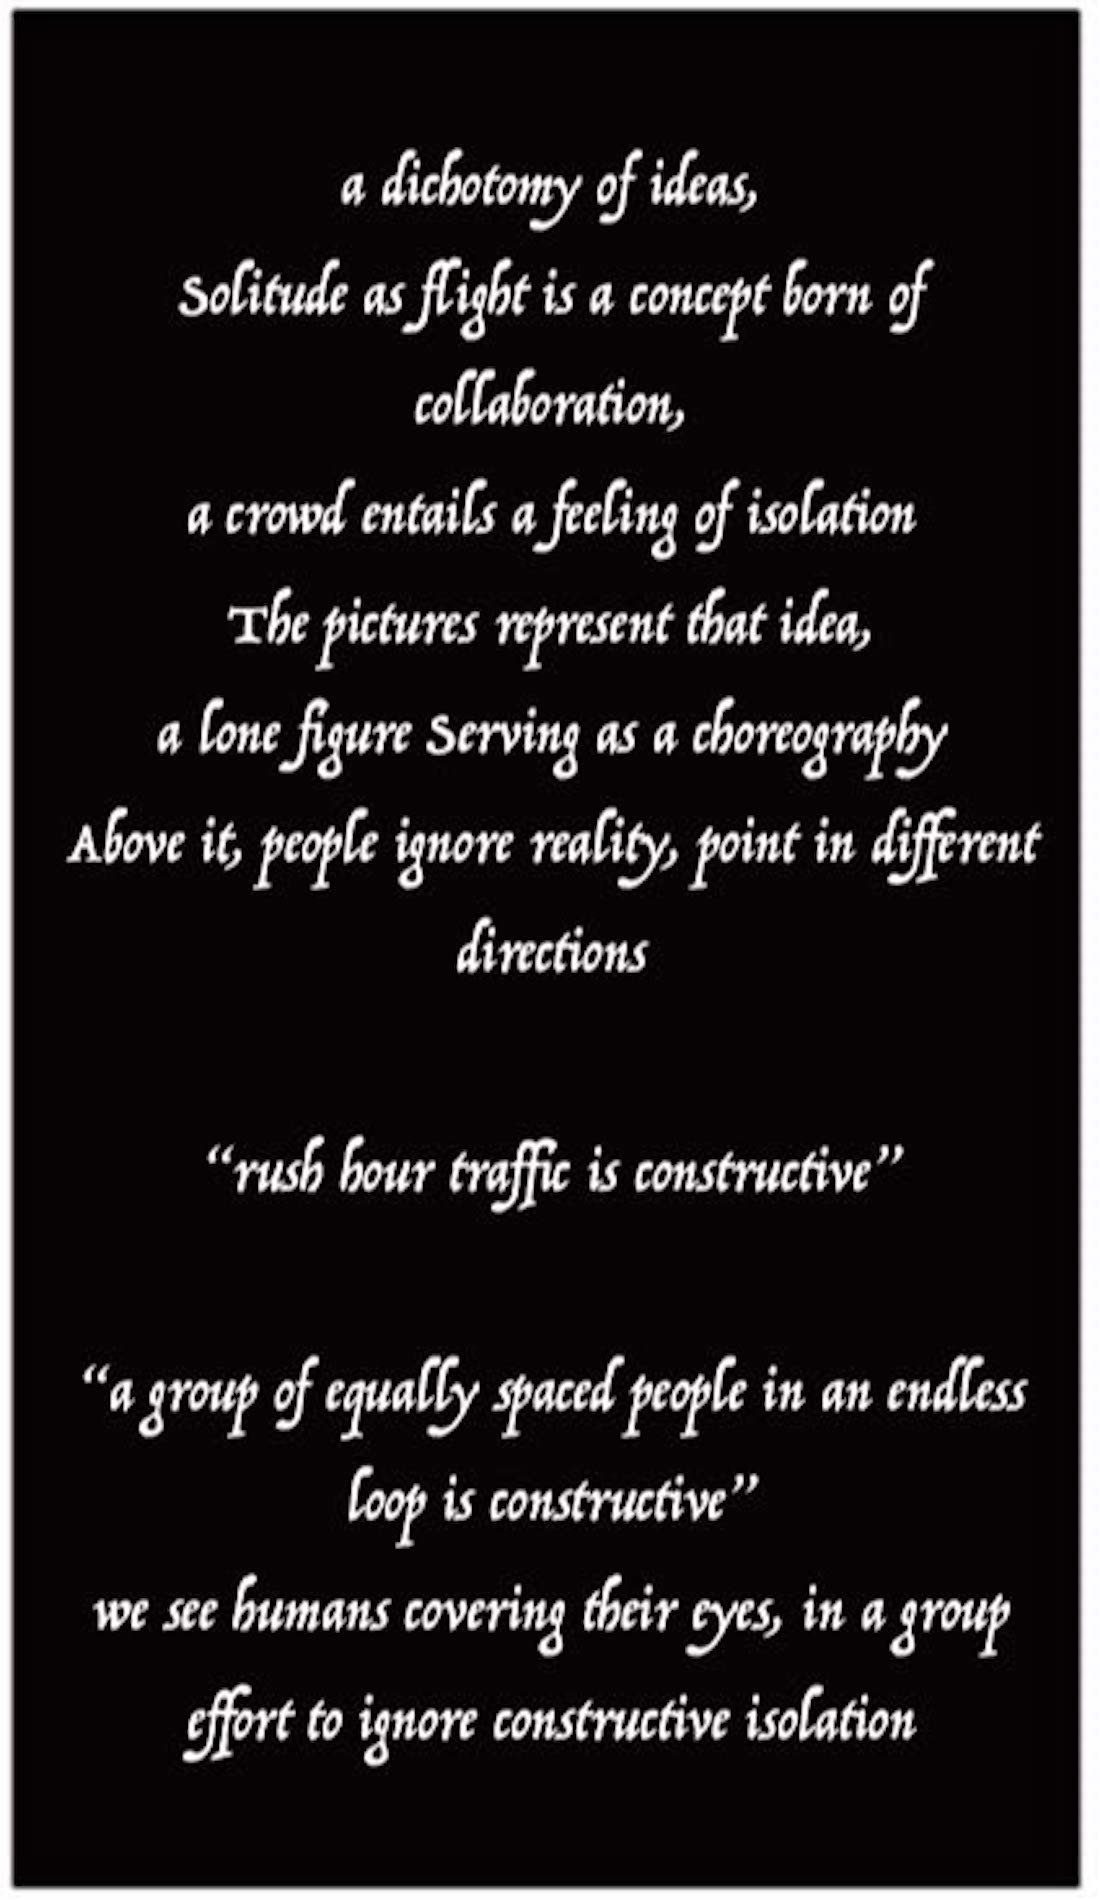 a dichotomy of ideas,
Solitude as flight is a concept born of
collaboration,
a crowd entails a feeling of isolation
The pictures represent that idea,
a lone figure Serving as a choreography
Above it, people ignore reality, point in different
directions
“rush hour traffic is constructive”
“a group of equally spaced people in an endless
loop is constructive”
we see humans covering their eyes, in a group
effort to ignore constructive isolation